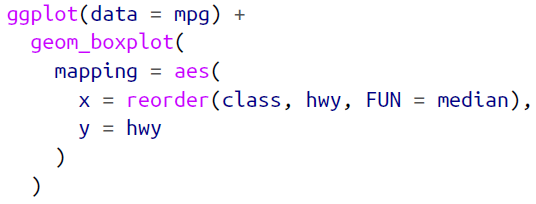 ggplot(data = mpg) +
  geom_boxplot(
    mapping = aes(
      x = reorder(class, hwy, FUN = median),
      y = hwy
    )
  )